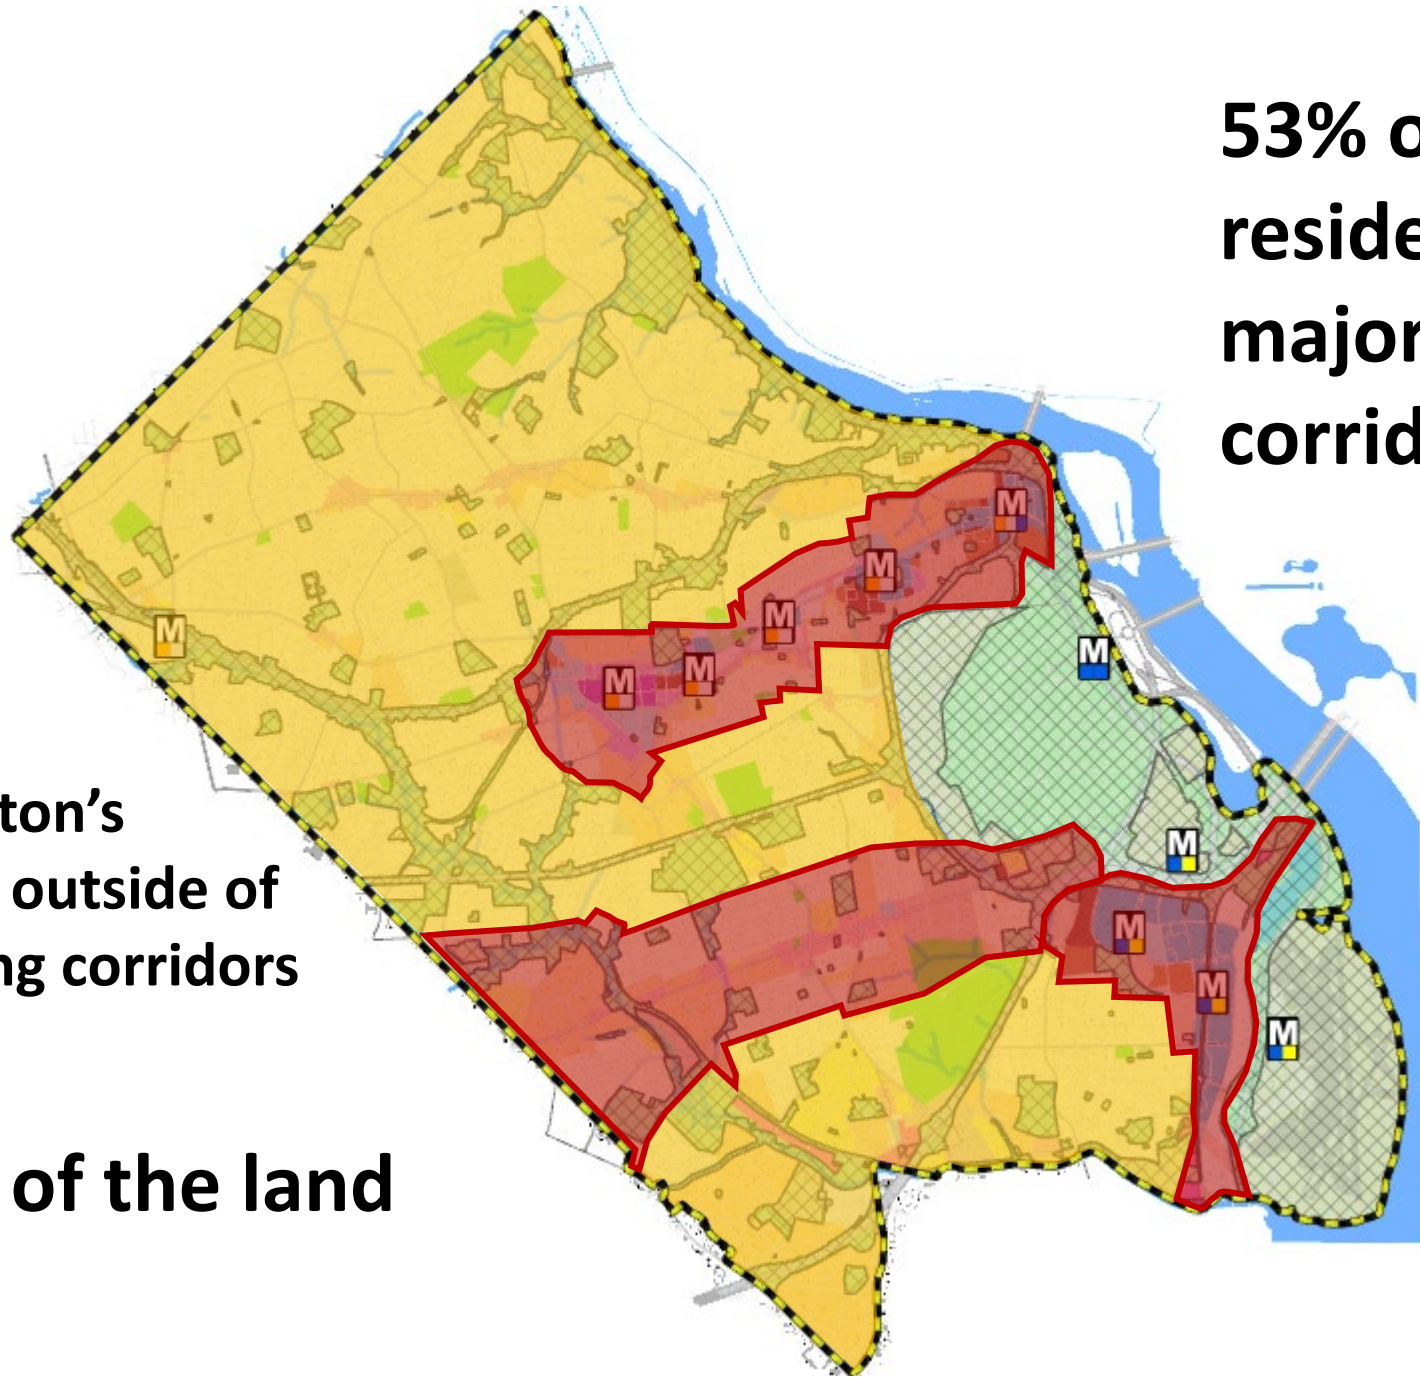 53% o
reside
major
corrid
M
M
M
M
M
M
M
M
M
M
M
ton’s
outside of
ng corridors
of the land